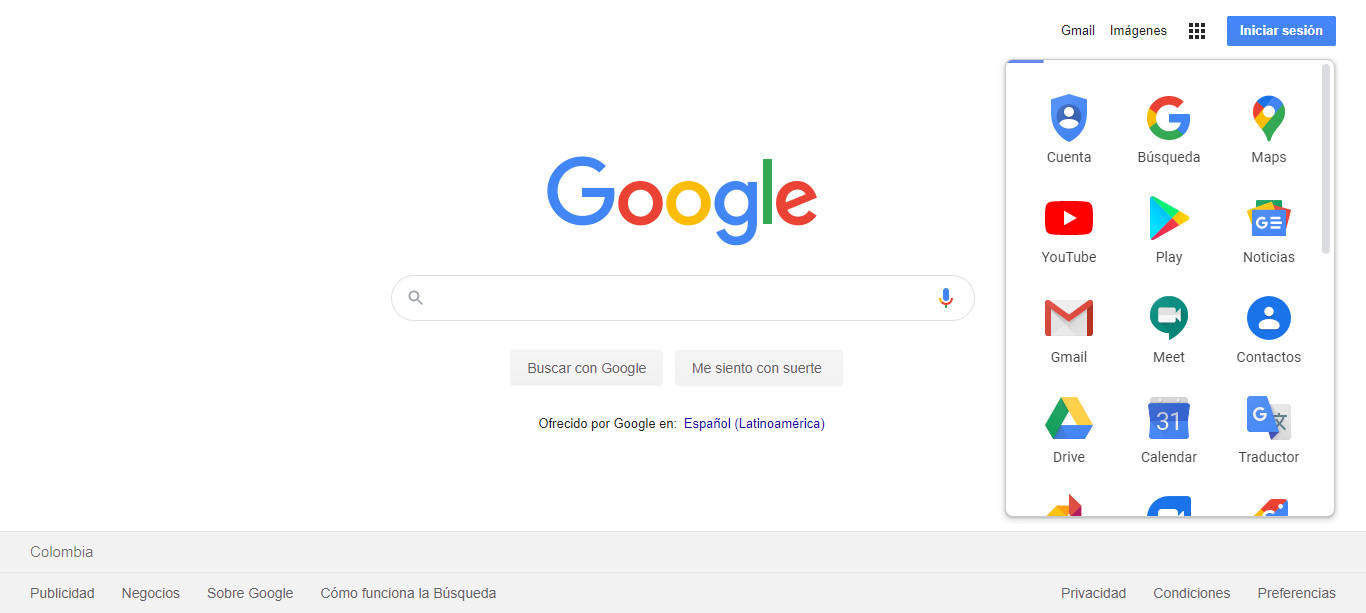 Gmail Imágenes Iniciar sesión
Cuenta Búsqueda Maps
Google
YouTube Play Noticias
GE
Gmail Meet Contactos
Buscar con Google Me siento con suerte
31
G 文
Ofrecido por Google en: Español (Latinoamérica)
Drive Calendar Traductor
Colombia
Publicidad Negocios Sobre Google Cómo funciona la Búsqueda Privacidad Condiciones Preferencias